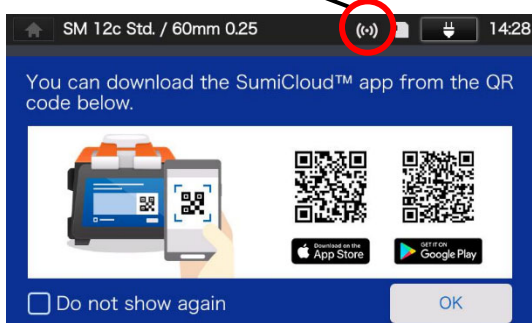 SM 12c Std. / 60mm 0.25
14:28
You can download the SumiCloud™ app from the QR
code below.
Download on the
App Store
GET IT ON
Google Play
Do not show again
OK